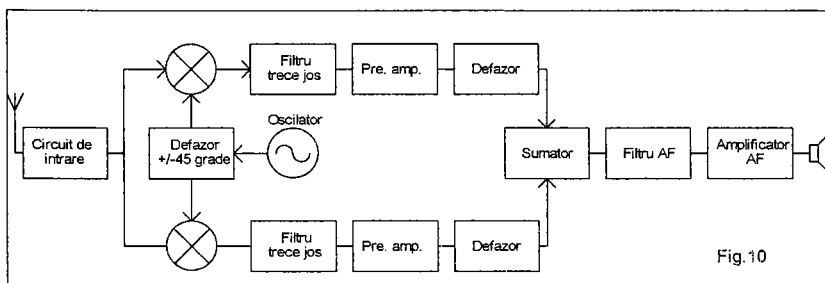 Filtru
trece jos
Pre. amp.
Defazor
Oscilator
Circuit de
intrare
Defazor
+/-45 grade
Sumator
Filtru AF
Amplificator
AF
Filtru
trece jos
Pre. amp.
Defazor
Fig.10